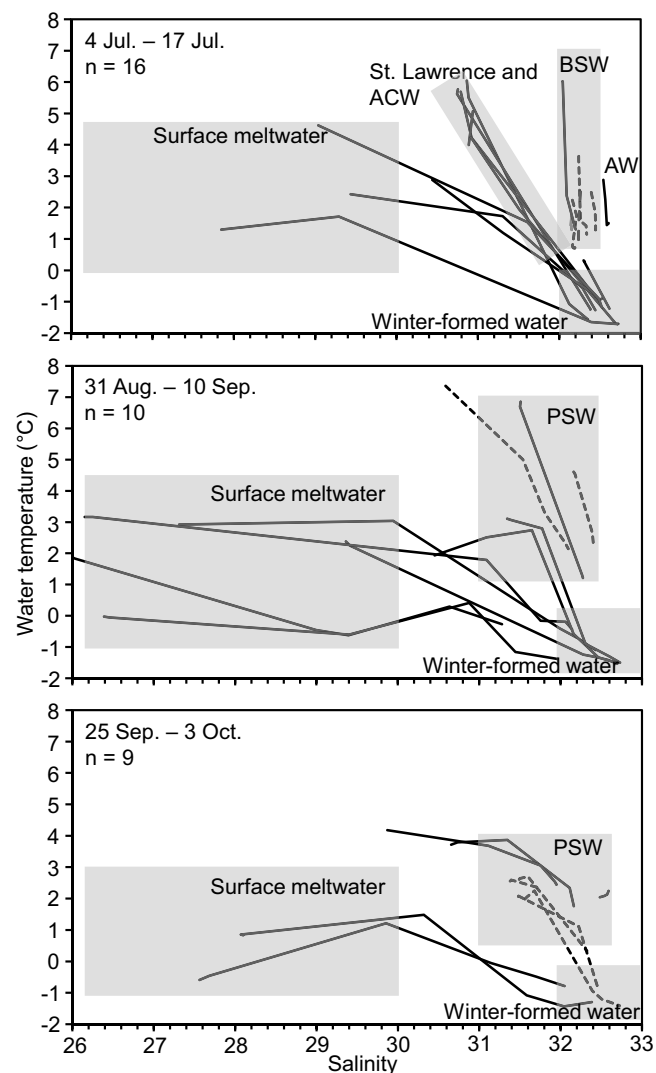 8
4 Jul. – 17 Jul.
7
n = 16
BSW
St. Lawrence and
6
ACW
5
Surface meltwater
4
AW
3
2
1
0
-1
Winter-formed water
-2
8
31 Aug. – 10 Sep.
7
n = 10
PSW
6
5
Surface meltwater
4
3
2
1
0
-1
Winter-formed water
-2
Water temperature (°C)
8
25 Sep. – 3 Oct.
7
n = 9
6
5
4
PSW
3
Surface meltwater
2
1
0
-1
Winter-formed water
-2
26 27 28 29 30 31 32 33
Salinity